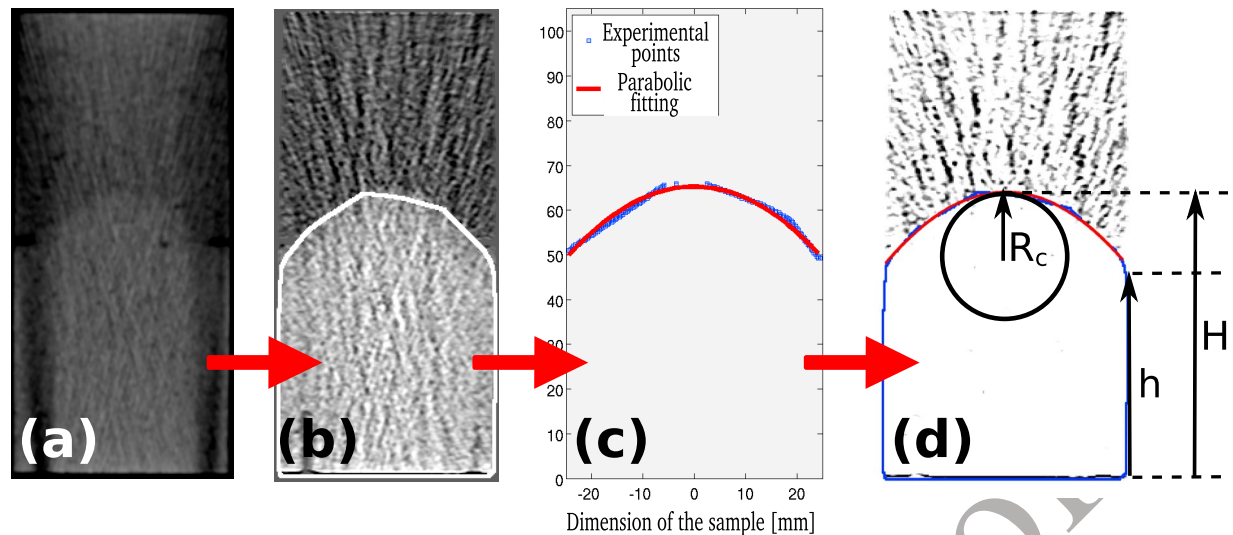 (a)
(b)
100
90
80
70
60
50
40
30
20
10
0
-20 -10 0 10 20
Dimension of the sample [mm]
Experimental
points
Parabolic
fitting
(c)
Rc
H
h
(d)